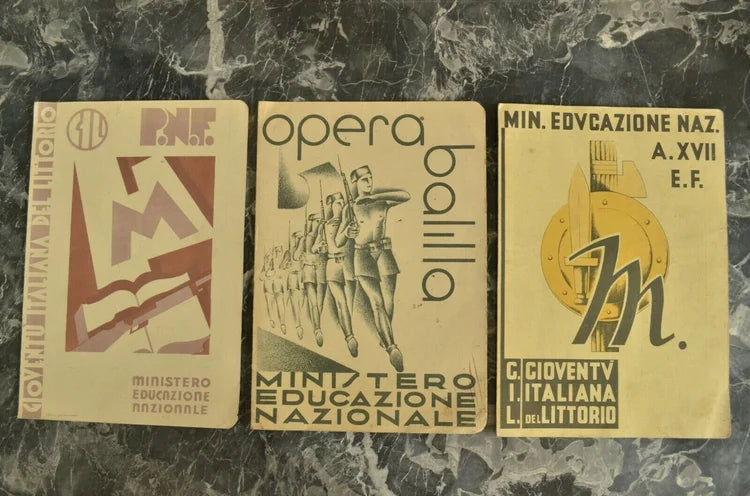 GIOVENTÙ ITALIANA DEL LITTORIO
GIL
P.N.F.
M
MINISTERO
EDUCAZIONE
NAZIONALE
opera
balilla
MINISTERO
EDUCAZIONE
NAZIONALE
MIN. EDVCAZIONE NAZ.
A. XVII
E.F.
M.
G. GIOVENTV
I. ITALIANA
L. DEL LITTORIO